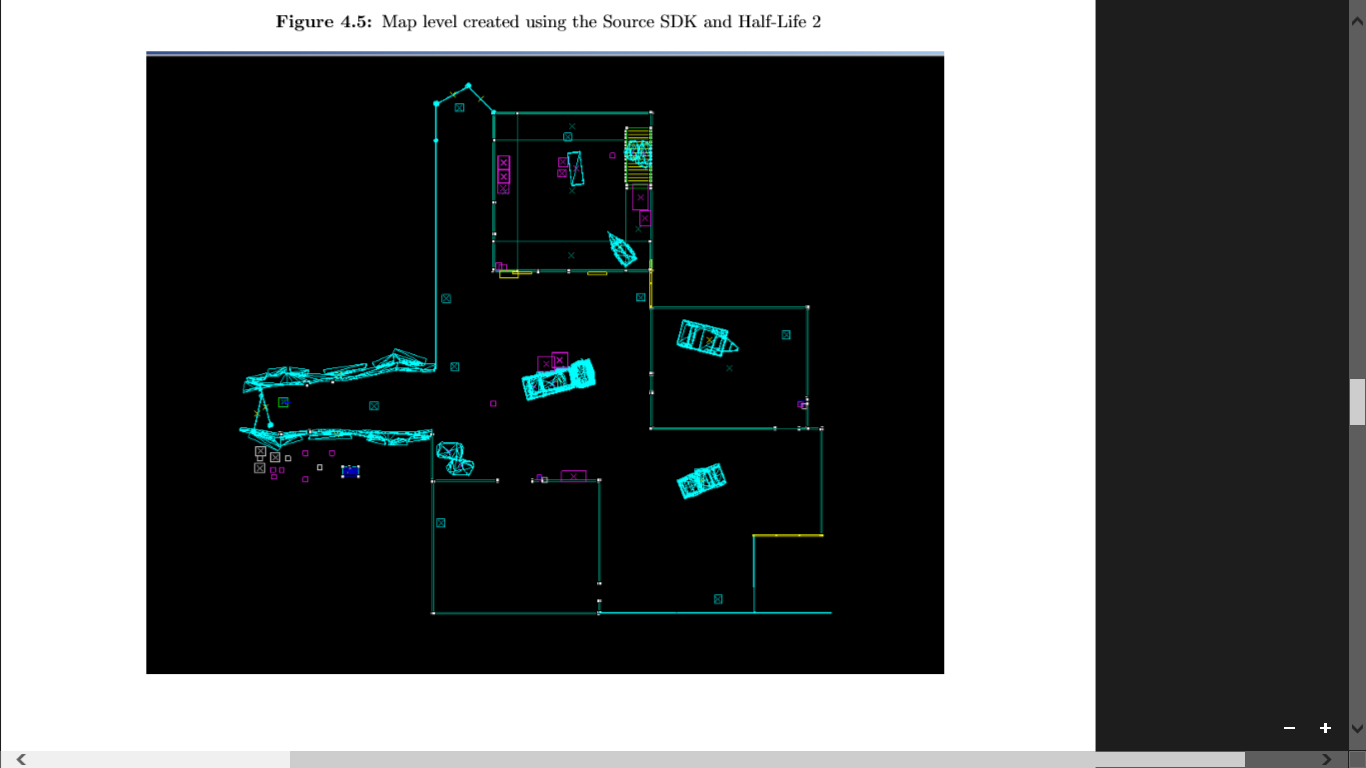 Figure 4.5: Map level created using the Source SDK and Half-Life 2